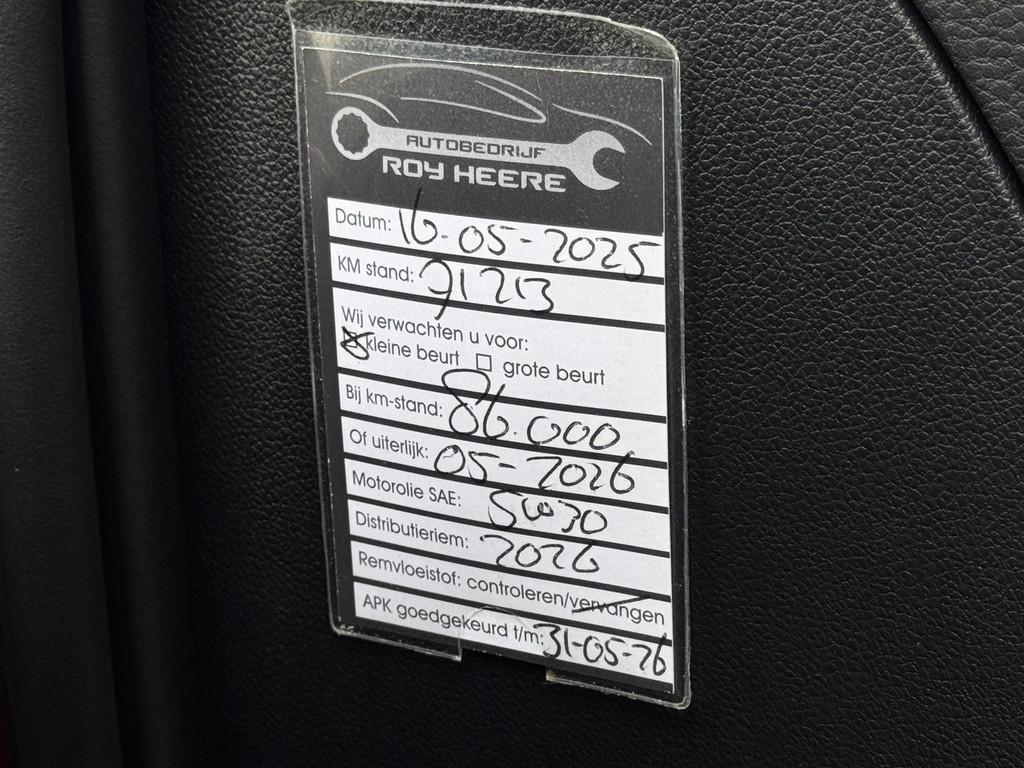 AUTOBEDRIJF
ROY HEERE
Datum: 16-05-2025
KM stand: 71213
Wij verwachten u voor:
☒ kleine beurt ☐ grote beurt
Bij km-stand: 86.000
Of uiterlijk: 05-2026
Motorolie SAE: 5w30
Distributieriem: 2026
Remvloeistof: controleren/vervangen
APK goedgekeurd t/m: 31-05-26